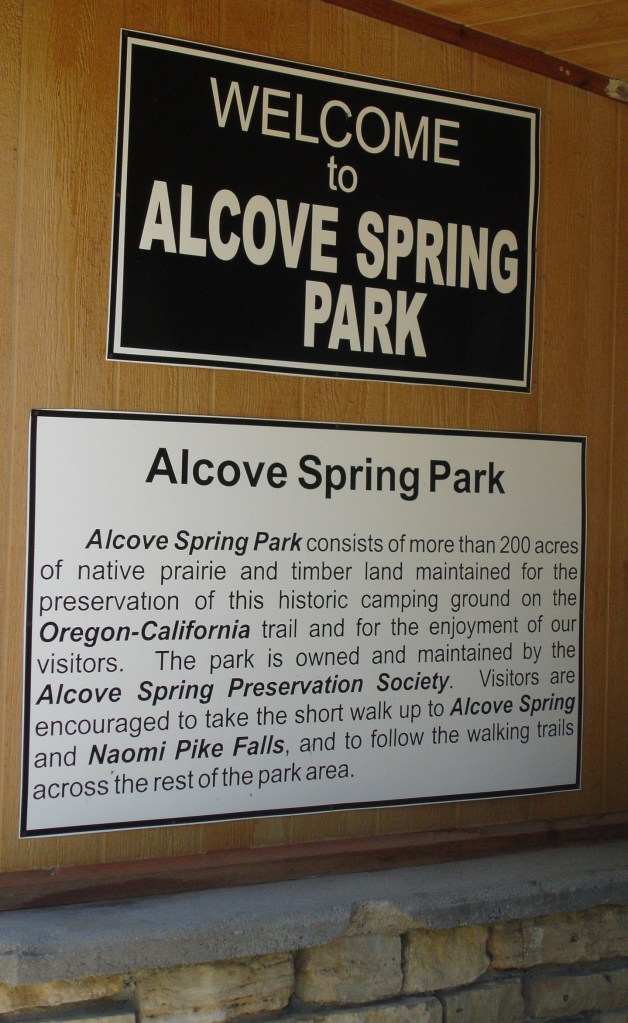 WELCOME
to
ALCOVE SPRING
PARK
Alcove Spring Park
Alcove Spring Park consists of more than 200 acres
of native prairie and timber land maintained for the
preservation of this historic camping ground on the
Oregon-California trail and for the enjoyment of our
visitors. The park is owned and maintained by the
Alcove Spring Preservation Society. Visitors are
encouraged to take the short walk up to Alcove Spring
and Naomi Pike Falls, and to follow the walking trails
across the rest of the park area.